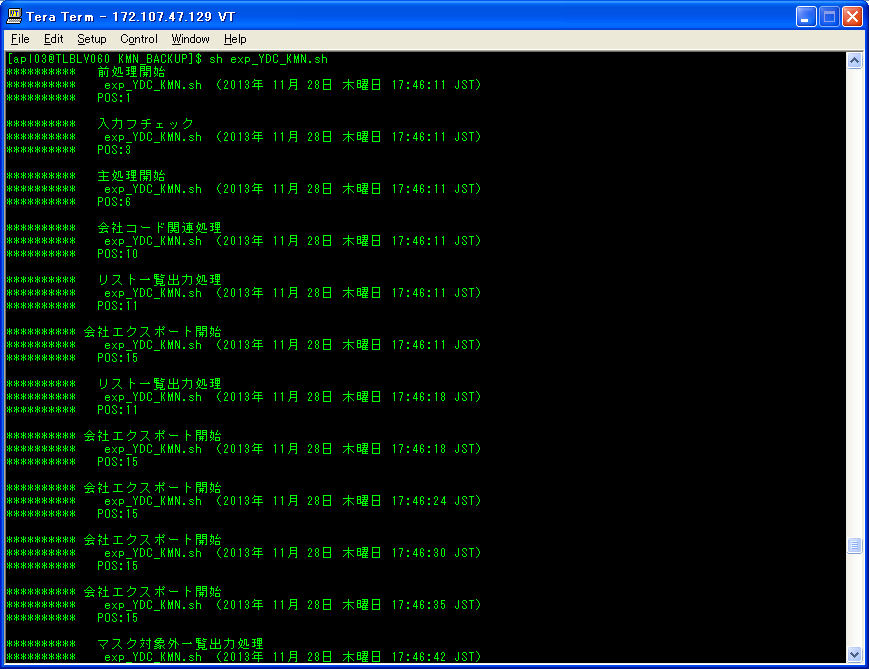 Tera Term - 172.107.47.129 VT
File Edit Setup Control Window Help
[ap103@TLBLV060 KMN_BACKUP]$ sh exp_YDC_KMN.sh
********** 前処理開始
********** exp_YDC_KMN.sh （2013年 11月 28日 木曜日 17:46:11 JST）
********** POS:1
********** 入力フチェック
********** exp_YDC_KMN.sh （2013年 11月 28日 木曜日 17:46:11 JST）
********** POS:3
********** 主処理開始
********** exp_YDC_KMN.sh （2013年 11月 28日 木曜日 17:46:11 JST）
********** POS:6
********** 会社コード関連処理
********** exp_YDC_KMN.sh （2013年 11月 28日 木曜日 17:46:11 JST）
********** POS:10
********** リスト一覧出力処理
********** exp_YDC_KMN.sh （2013年 11月 28日 木曜日 17:46:11 JST）
********** POS:11
********** 会社エクスポート開始
********** exp_YDC_KMN.sh （2013年 11月 28日 木曜日 17:46:11 JST）
********** POS:15
********** リスト一覧出力処理
********** exp_YDC_KMN.sh （2013年 11月 28日 木曜日 17:46:18 JST）
********** POS:11
********** 会社エクスポート開始
********** exp_YDC_KMN.sh （2013年 11月 28日 木曜日 17:46:18 JST）
********** POS:15
********** 会社エクスポート開始
********** exp_YDC_KMN.sh （2013年 11月 28日 木曜日 17:46:24 JST）
********** POS:15
********** 会社エクスポート開始
********** exp_YDC_KMN.sh （2013年 11月 28日 木曜日 17:46:30 JST）
********** POS:15
********** 会社エクスポート開始
********** exp_YDC_KMN.sh （2013年 11月 28日 木曜日 17:46:35 JST）
********** POS:15
********** マスク対象外一覧出力処理
********** exp_YDC_KMN.sh （2013年 11月 28日 木曜日 17:46:42 JST）